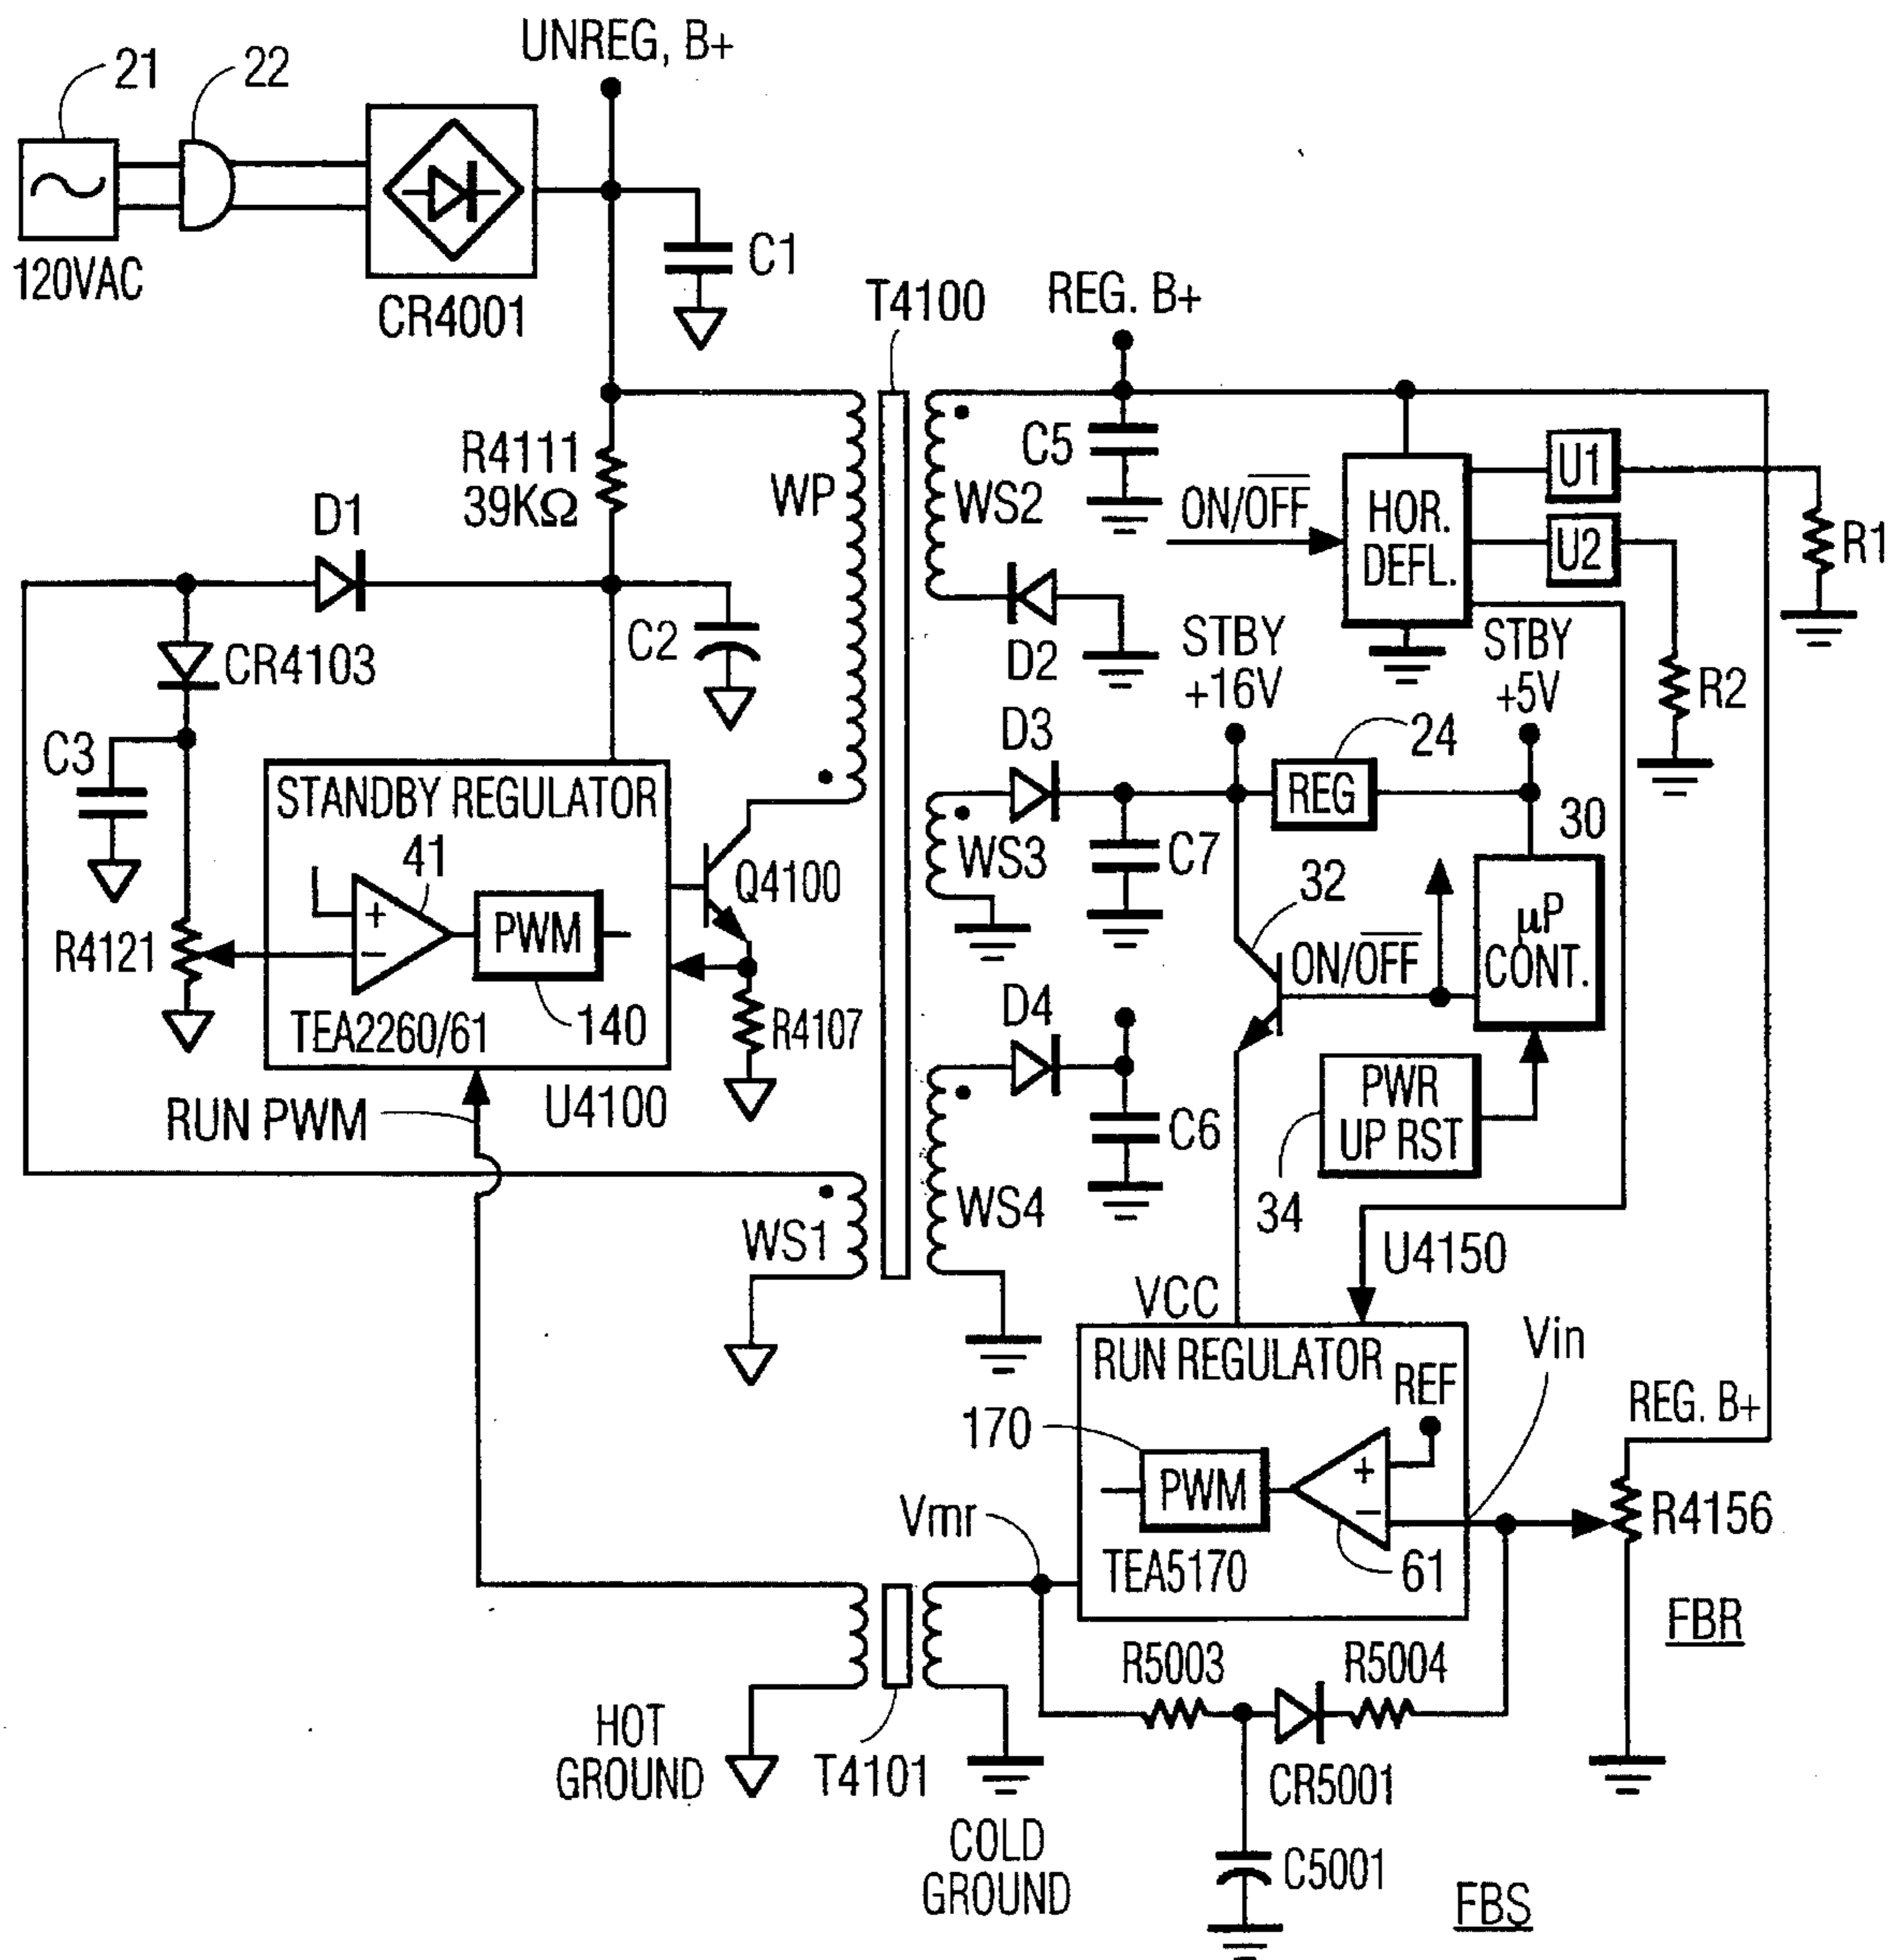 UNREG, B+
21
22
120VAC
CR4001
C1
T4100
REG. B+
R4111
39KΩ
WP
WS2
C5
ON/OFF
HOR.
DEFL.
U1
U2
R1
D1
C2
D2
STBY
+16V
STBY
+5V
R2
CR4103
C3
D3
24
REG
30
STANDBY REGULATOR
41
+
−
PWM
Q4100
WS3
C7
32
µP
CONT.
R4121
ON/OFF
TEA2260/61
140
R4107
D4
PWR
UP RST
RUN PWM
U4100
C6
34
WS1
WS4
U4150
VCC
Vin
RUN REGULATOR
REF
REG. B+
170
PWM
+
−
R4156
Vmr
TEA5170
61
FBR
R5003
R5004
HOT
GROUND
T4101
CR5001
COLD
GROUND
C5001
FBS